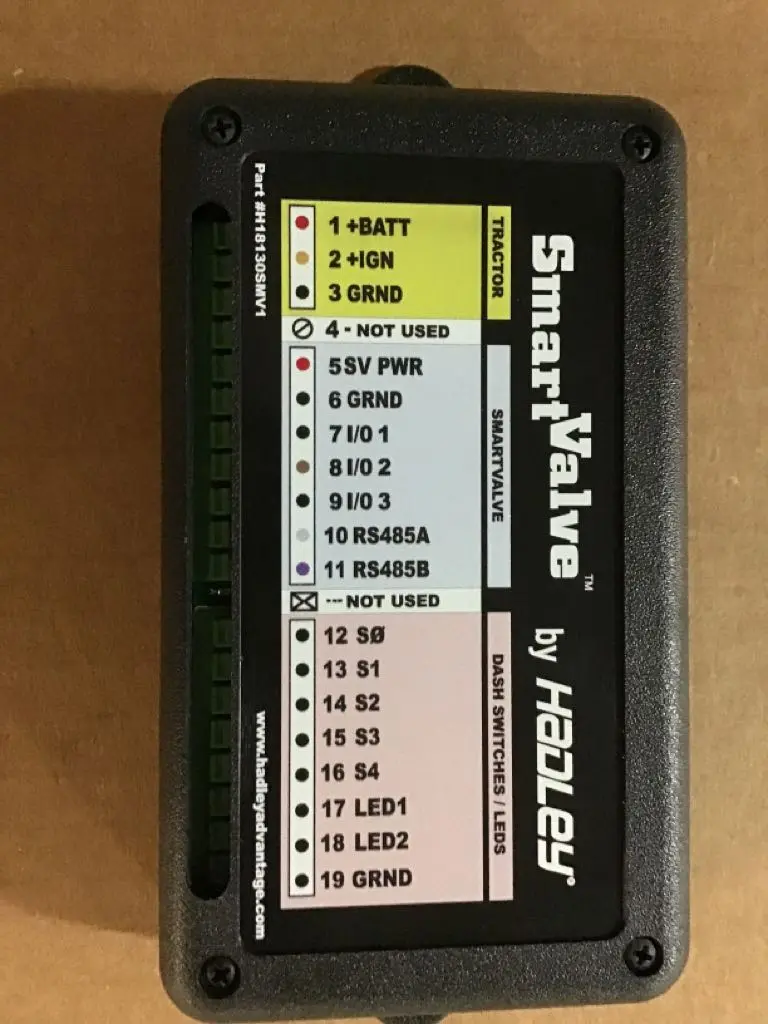 SmartValve™ by HADLEY®
TRACTOR
1 +BATT
2 +IGN
3 GRND
4 - NOT USED
SMARTVALVE
5 SV PWR
6 GRND
7 I/O 1
8 I/O 2
9 I/O 3
10 RS485A
11 RS485B
--- NOT USED
DASH SWITCHES / LEDS
12 SØ
13 S1
14 S2
15 S3
16 S4
17 LED1
18 LED2
19 GRND
Part #H18130SMV1
www.hadleyadvantage.com